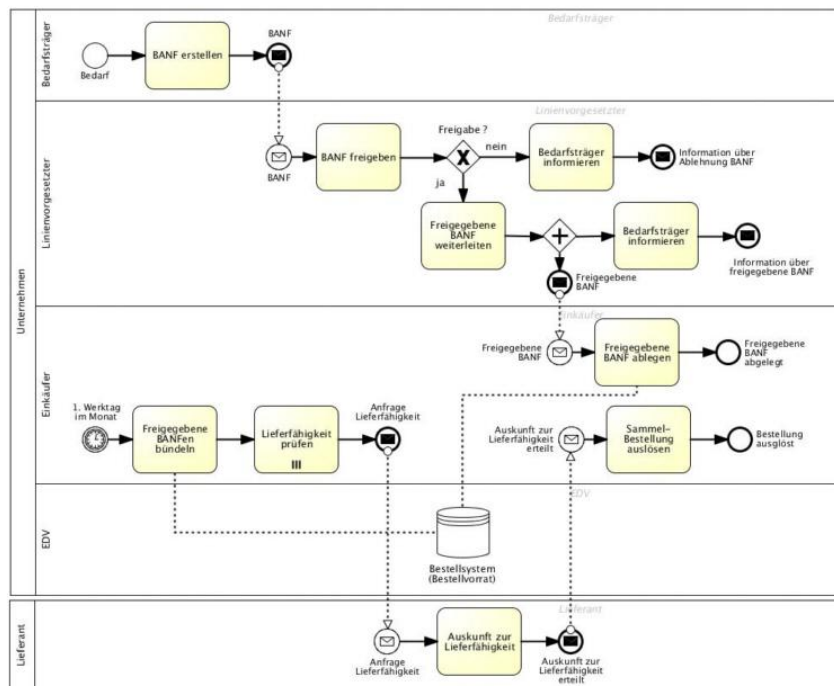 Unternehmen
Bedarfsträger
Bedarfsträger
Bedarf
BANF erstellen
BANF
Linienvorgesetzter
Linienvorgesetzter
BANF
BANF freigeben
Freigabe ?
nein
ja
Bedarfsträger
informieren
Information über
Ablehnung BANF
Freigegebene
BANF
weiterleiten
Bedarfsträger
informieren
Information über
freigegebene BANF
Freigegebene
BANF
Einkäufer
Einkäufer
Freigegebene
BANF
Freigegebene
BANF ablegen
Freigegebene
BANF
abgelegt
1. Werktag
im Monat
Freigegebene
BANFen
bündeln
Lieferfähigkeit
prüfen
Anfrage
Lieferfähigkeit
Auskunft zur
Lieferfähigkeit
erteilt
Sammel-
Bestellung
auslösen
Bestellung
ausglöst
EDV
EDV
Bestellsystem
(Bestellvorrat)
Lieferant
Lieferant
Anfrage
Lieferfähigkeit
Auskunft zur
Lieferfähigkeit
Auskunft zur
Lieferfähigkeit
erteilt